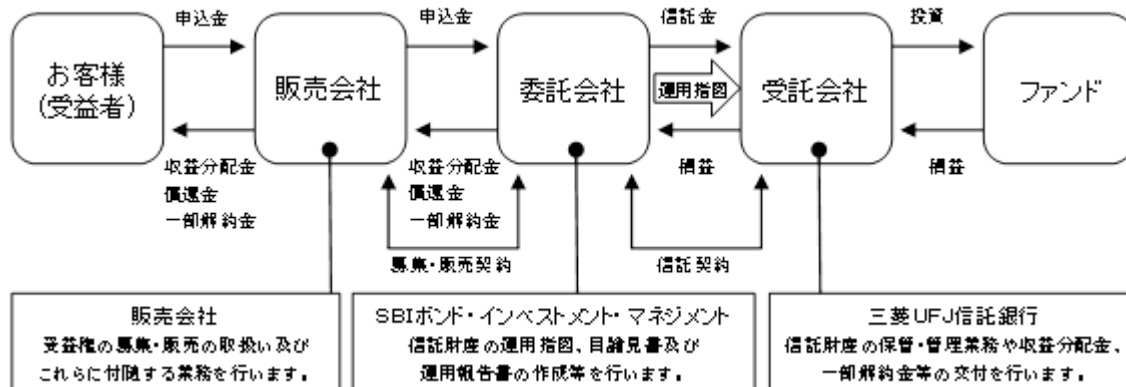 申込金
申込金
信託金
投資
お客様
(受益者)
販売会社
委託会社
運用指図
受託会社
ファンド
収益分配金
償還金
一部解約金
収益分配金
償還金
一部解約金
損益
損益
募集・販売契約
信託契約
販売会社
受益権の募集・販売の取扱い及び
これらに付随する業務を行います。
SBIボンド・インベストメント・マネジメント
信託財産の運用指図、目論見書及び
運用報告書の作成等を行います。
三菱UFJ信託銀行
信託財産の保管・管理業務や収益分配金、
一部解約金等の交付を行います。